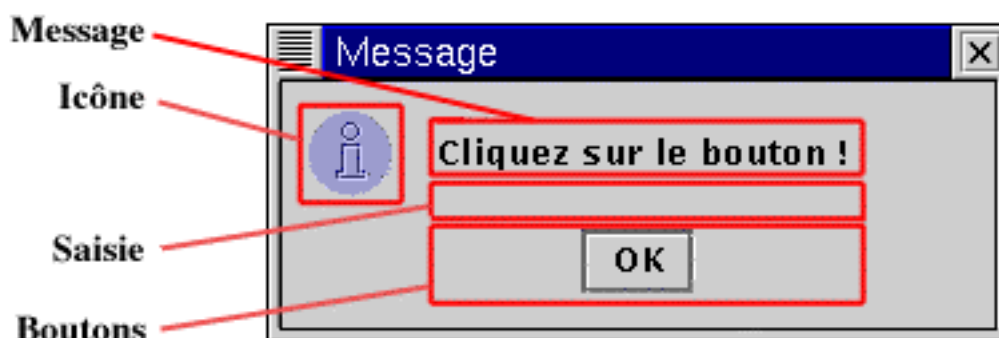 Message
Message
Icône
Cliquez sur le bouton !
Saisie
OK
Boutons